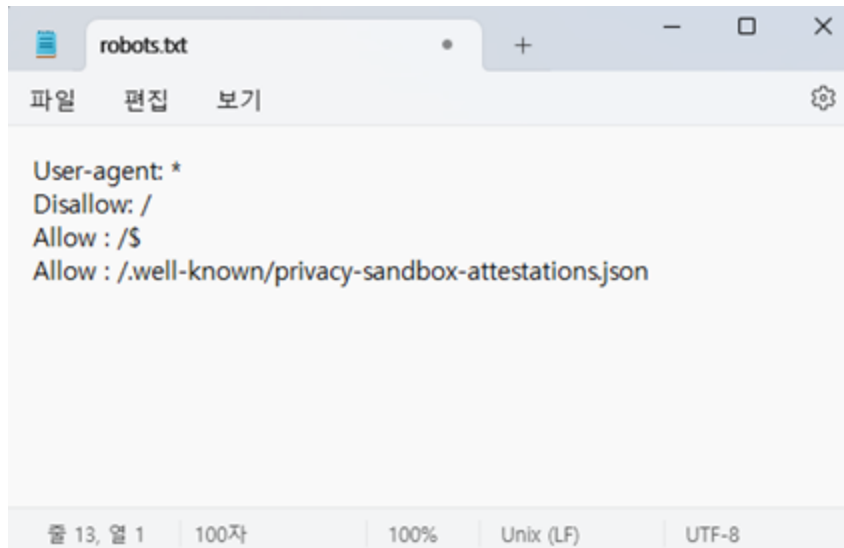 robots.txt
파일 편집 보기
User-agent: *
Disallow: /
Allow : /$
Allow : /.well-known/privacy-sandbox-attestations.json
줄 13, 열 1 100자 100% Unix (LF) UTF-8